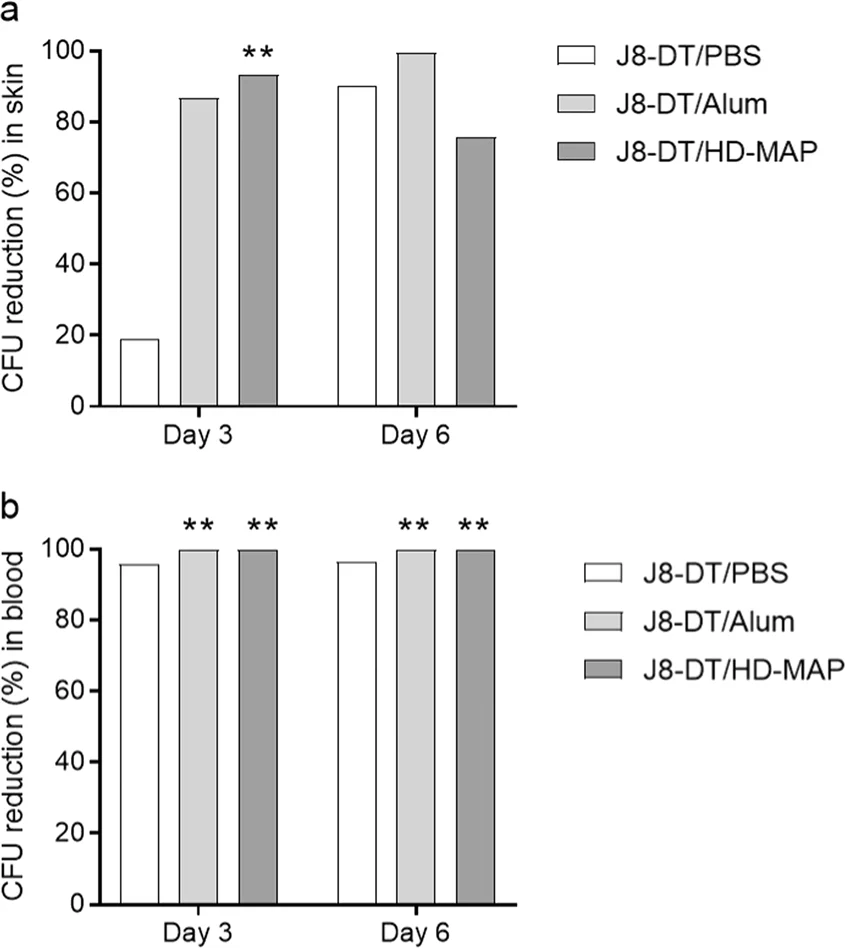 a
**
100
80
60
40
20
0
CFU reduction (%) in skin
Day 3
Day 6
J8-DT/PBS
J8-DT/Alum
J8-DT/HD-MAP
b
** ** ** **
100
80
60
40
20
0
CFU reduction (%) in blood
Day 3
Day 6
J8-DT/PBS
J8-DT/Alum
J8-DT/HD-MAP